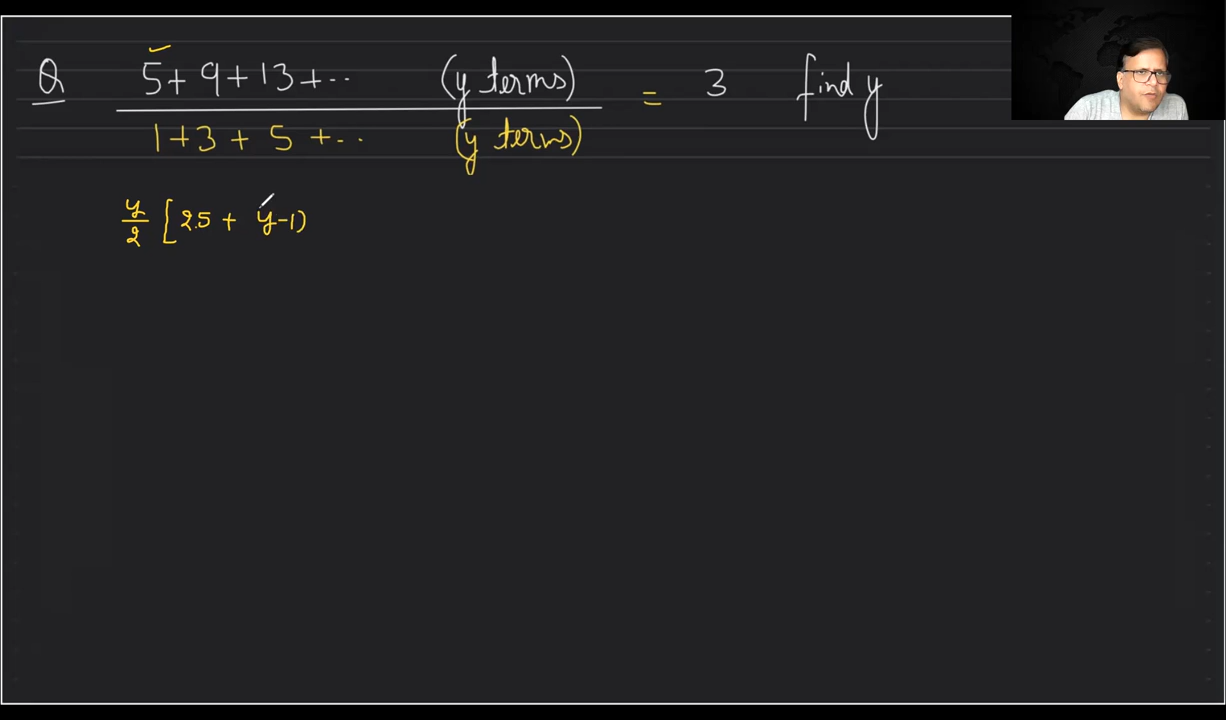 Q 5+ 9+13+·· (y terms) = 3 find y
1+3+ 5 +·· (y terms)
y/2 [2.5 + y-1)